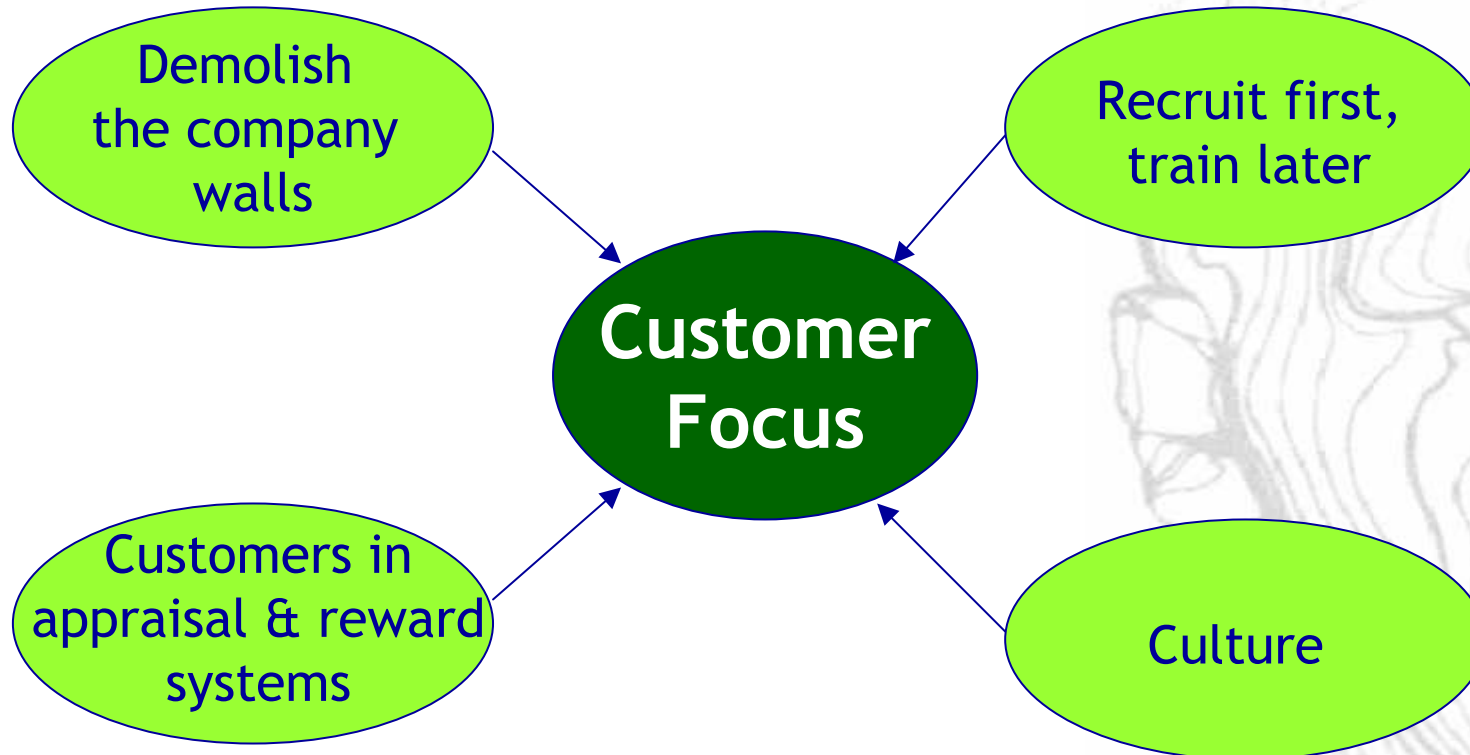 Demolish
the company
walls
Recruit first,
train later
Customer
Focus
Customers in
appraisal & reward
systems
Culture